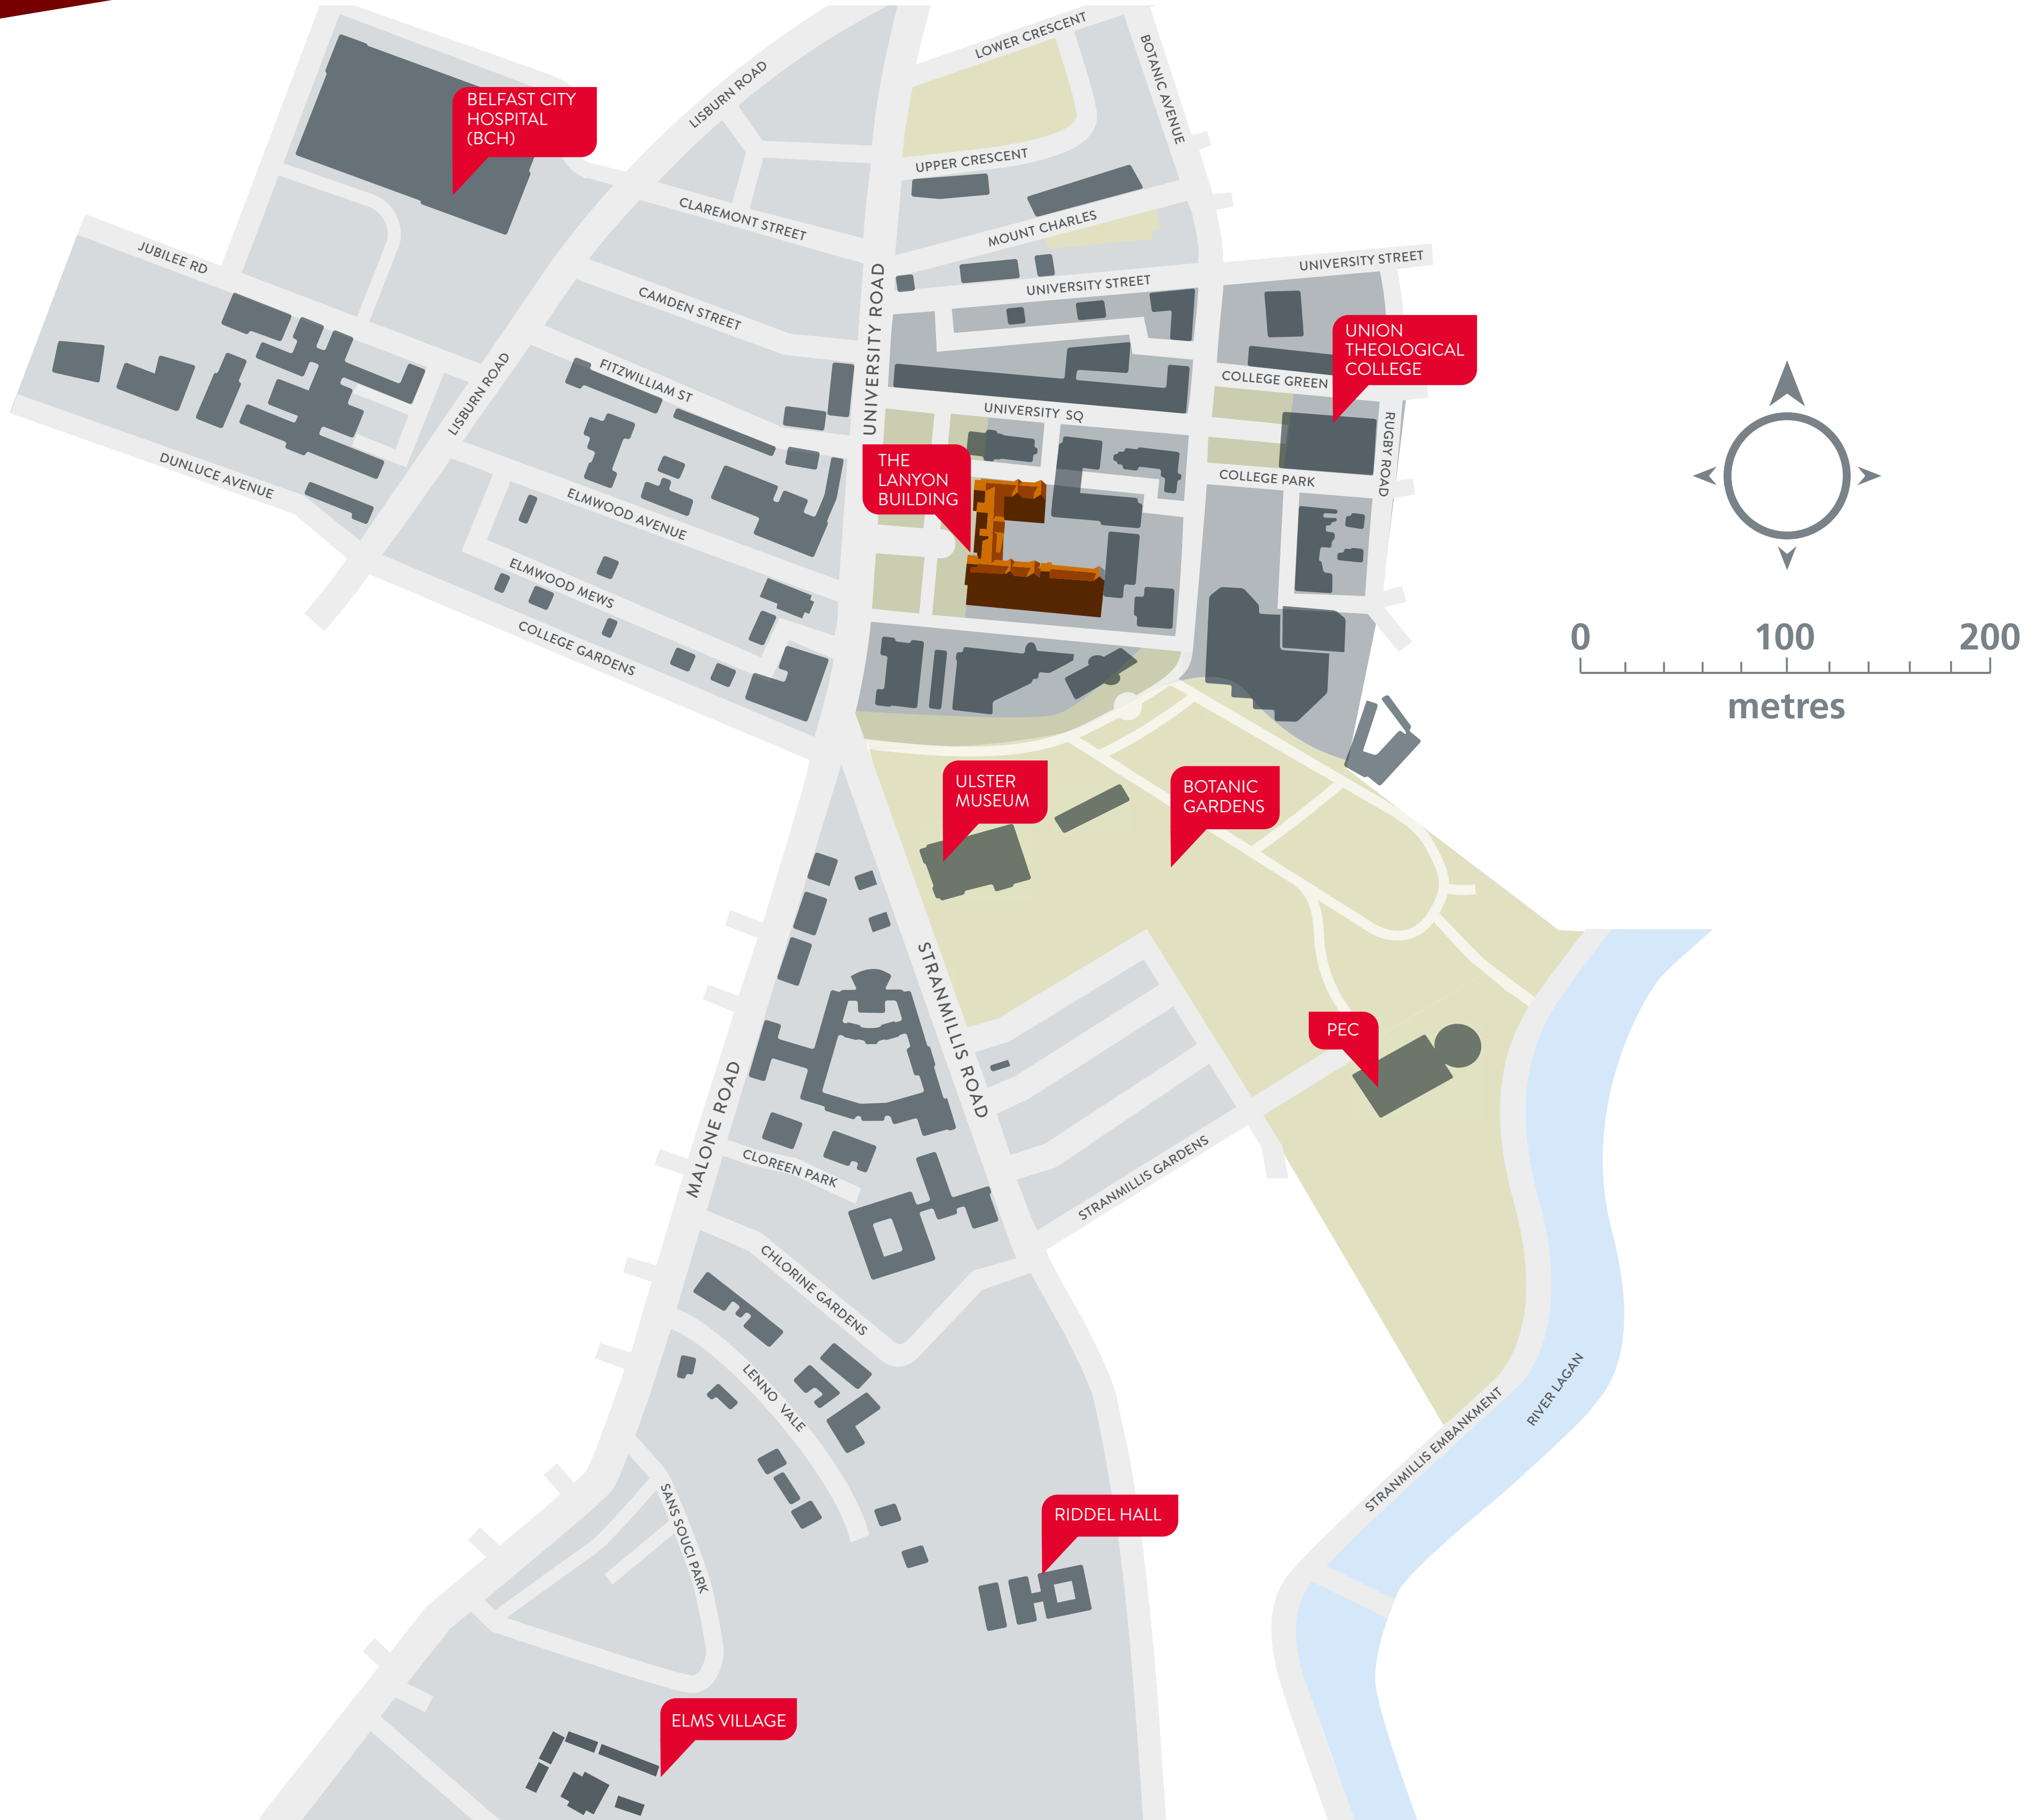 LOWER CRESCENT
BOTANIC AVENUE
LISBURN ROAD
BELFAST CITY
HOSPITAL
(BCH)
UPPER CRESCENT
CLAREMONT STREET
MOUNT CHARLES
JUBILEE RD
UNIVERSITY STREET
UNIVERSITY STREET
CAMDEN STREET
UNIVERSITY ROAD
UNION
THEOLOGICAL
COLLEGE
FITZWILLIAM ST
LISBURN ROAD
COLLEGE GREEN
UNIVERSITY SQ
RUGBY ROAD
THE
LANYON
BUILDING
COLLEGE PARK
DUNLUCE AVENUE
ELMWOOD AVENUE
ELMWOOD MEWS
COLLEGE GARDENS
0 100 200
metres
ULSTER
MUSEUM
BOTANIC
GARDENS
STRANMILLIS ROAD
PEC
MALONE ROAD
CLOREEN PARK
STRANMILLIS GARDENS
CHLORINE GARDENS
LENNO VALE
RIVER LAGAN
STRANMILLIS EMBANKMENT
SANS SOUCI PARK
RIDDEL HALL
ELMS VILLAGE